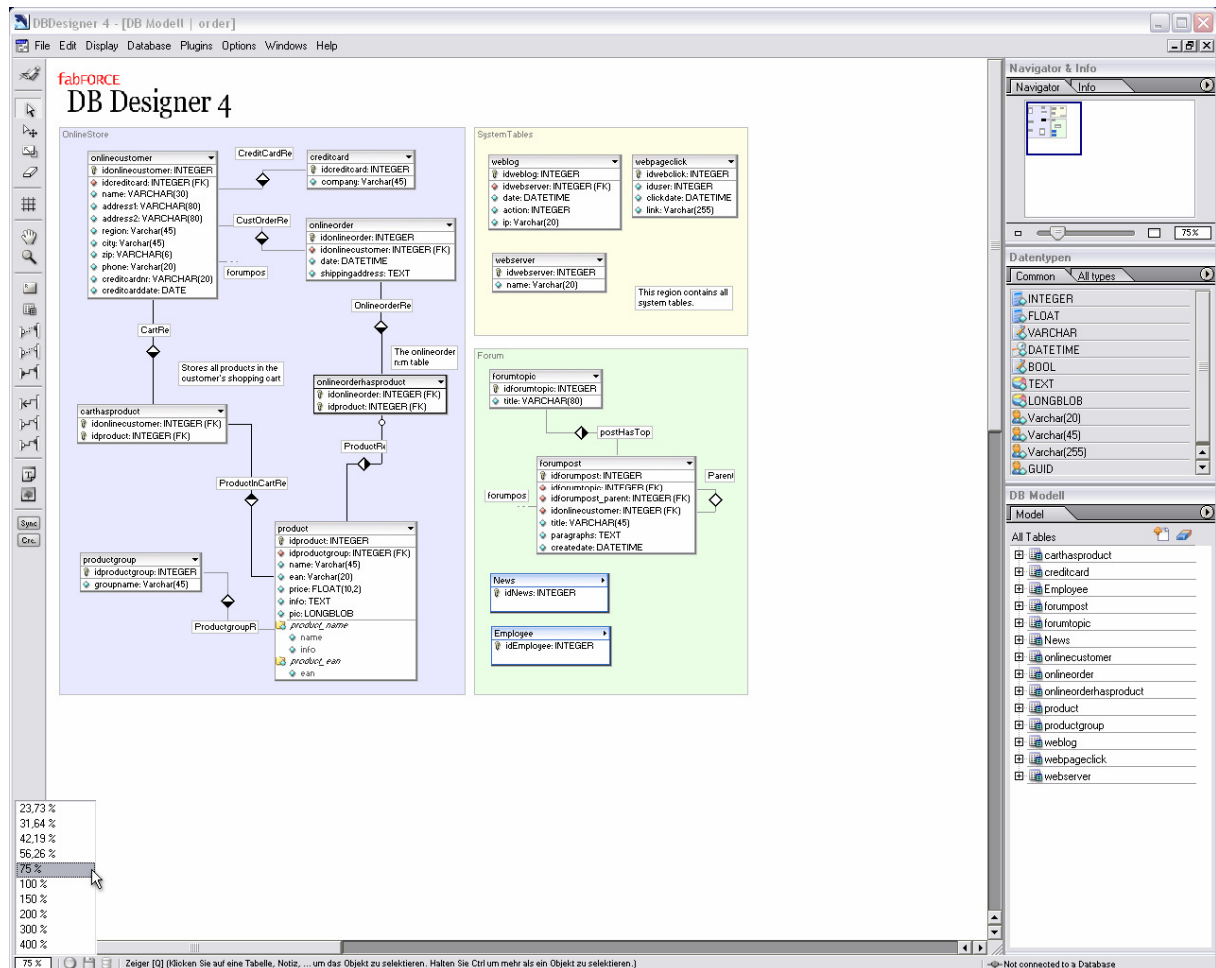 DBDesigner 4 - [DB Modell | order]
File Edit Display Database Plugins Options Windows Help
fabFORCE
DB Designer 4
OnlineStore
onlinecustomer
idonlinecustomer: INTEGER
idcreditcard: INTEGER (FK)
name: VARCHAR(30)
address1: VARCHAR(80)
address2: VARCHAR(80)
region: Varchar(45)
city: Varchar(45)
zip: VARCHAR(6)
phone: Varchar(20)
creditcardnr: VARCHAR(20)
creditcarddate: DATE
CreditCardRe
creditcard
idcreditcard: INTEGER
company: Varchar(45)
CustOrderRe
forumpos
onlineorder
idonlineorder: INTEGER
idonlinecustomer: INTEGER (FK)
date: DATETIME
shippingaddress: TEXT
OnlineorderRe
CartRe
Stores all products in the
customer's shopping cart
The onlineorder
n:m table
onlineorderhasproduct
idonlineorder: INTEGER (FK)
idproduct: INTEGER (FK)
carthasproduct
idonlinecustomer: INTEGER (FK)
idproduct: INTEGER (FK)
ProductRe
ProductInCartRe
product
idproduct: INTEGER
idproductgroup: INTEGER (FK)
name: Varchar(45)
ean: Varchar(20)
price: FLOAT(10,2)
info: TEXT
pic: LONGBLOB
product_name
name
info
product_ean
ean
productgroup
idproductgroup: INTEGER
groupname: Varchar(45)
ProductgroupR
SystemTables
weblog
idweblog: INTEGER
idwebserver: INTEGER (FK)
date: DATETIME
action: INTEGER
ip: Varchar(20)
webpageclick
idwebclick: INTEGER
iduser: INTEGER
clickdate: DATETIME
link: Varchar(255)
webserver
idwebserver: INTEGER
name: Varchar(20)
This region contains all
system tables.
Forum
forumtopic
idforumtopic: INTEGER
title: VARCHAR(80)
postHasTop
forumpost
idforumpost: INTEGER
idforumtopic: INTEGER (FK)
idforumpost_parent: INTEGER (FK)
idonlinecustomer: INTEGER (FK)
title: VARCHAR(45)
paragraphs: TEXT
createdate: DATETIME
forumpos
Parent
News
idNews: INTEGER
Employee
idEmployee: INTEGER
Navigator & Info
Navigator Info
75%
Datentypen
Common All types
INTEGER
FLOAT
VARCHAR
DATETIME
BOOL
TEXT
LONGBLOB
Varchar(20)
Varchar(45)
Varchar(255)
GUID
DB Modell
Model
All Tables
carthasproduct
creditcard
Employee
forumpost
forumtopic
News
onlinecustomer
onlineorder
onlineorderhasproduct
product
productgroup
weblog
webpageclick
webserver
Sync
Crc.
23,73 %
31,64 %
42,19 %
56,26 %
75 %
100 %
150 %
200 %
300 %
400 %
75 %
Zeiger [Q] (Klicken Sie auf eine Tabelle, Notiz, ... um das Objekt zu selektieren. Halten Sie Ctrl um mehr als ein Objekt zu selektieren.)
Not connected to a Database